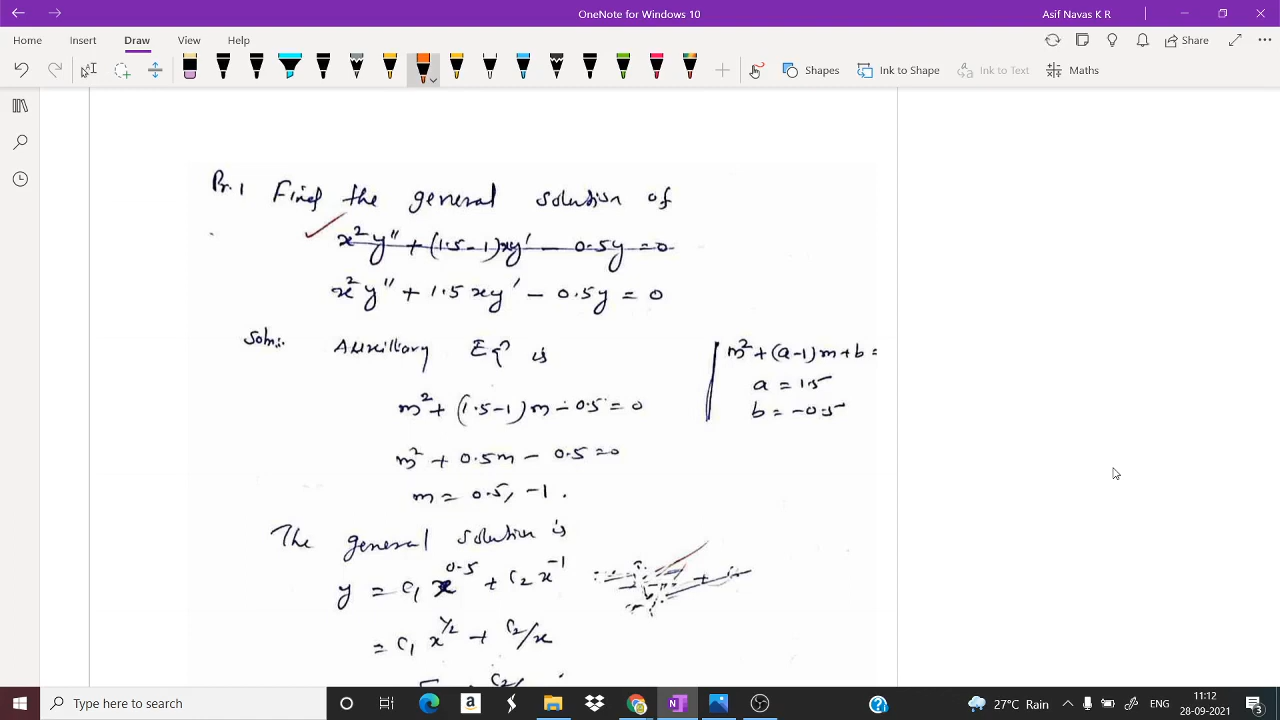 OneNote for Windows 10
Asif Navas K R
Home Insert Draw View Help
Share
Shapes Ink to Shape Ink to Text Maths
Pr. 1 Find the general solution of
x²y'' + (1.5-1)xy' - 0.5y = 0
x²y'' + 1.5xy' - 0.5y = 0
Soln: Auxillary Eqn is
m² + (a-1)m + b =
a = 1.5
b = -0.5
m² + (1.5-1)m - 0.5 = 0
m² + 0.5m - 0.5 = 0
m = 0.5, -1.
The general solution is
y = c₁ x^0.5 + c₂ x^-1
= c₁ x^1/2 + c₂/x
Type here to search
27°C Rain
ENG
11:12
28-09-2021
3